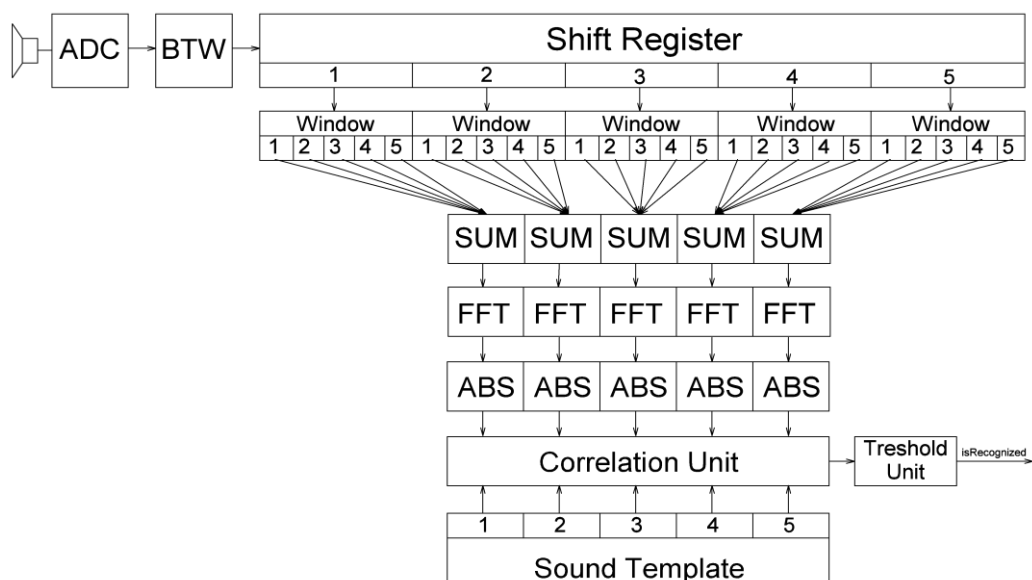 ADC BTW Shift Register
1 2 3 4 5
Window Window Window Window Window
1 2 3 4 5 1 2 3 4 5 1 2 3 4 5 1 2 3 4 5 1 2 3 4 5
SUM SUM SUM SUM SUM
FFT FFT FFT FFT FFT
ABS ABS ABS ABS ABS
Correlation Unit
Treshold
Unit
isRecognized
1 2 3 4 5
Sound Template